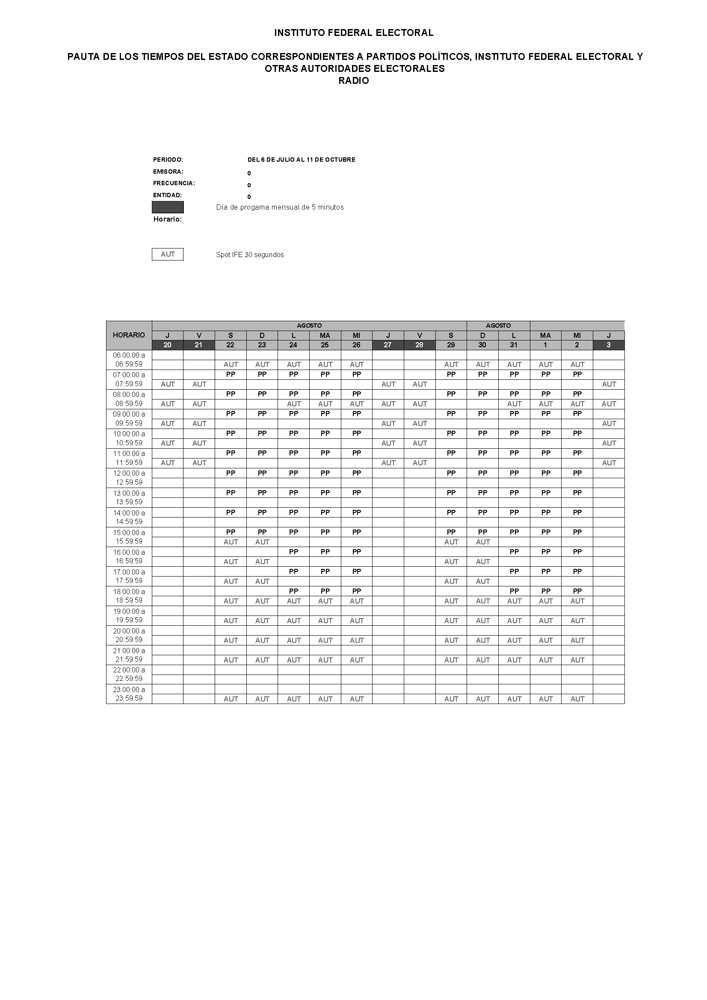 INSTITUTO FEDERAL ELECTORAL
PAUTA DE LOS TIEMPOS DEL ESTADO CORRESPONDIENTES A PARTIDOS POLÍTICOS, INSTITUTO FEDERAL ELECTORAL Y
OTRAS AUTORIDADES ELECTORALES
RADIO
PERIODO: DEL 6 DE JULIO AL 11 DE OCTUBRE
EMISORA: 0
FRECUENCIA: 0
ENTIDAD: 0
Día de progama mensual de 5 minutos
Horario:
AUT Spot IFE 30 segundos
AGOSTO AGOSTO
HORARIO J V S D L MA MI J V S D L MA MI J
20 21 22 23 24 25 26 27 28 29 30 31 1 2 3
06:00:00 a
06:59:59 AUT AUT AUT AUT AUT AUT AUT AUT AUT AUT
07:00:00 a PP PP PP PP PP PP PP PP PP PP
07:59:59 AUT AUT AUT AUT AUT
08:00:00 a PP PP PP PP PP PP PP PP PP PP
08:59:59 AUT AUT AUT AUT AUT AUT AUT AUT AUT AUT AUT
09:00:00 a PP PP PP PP PP PP PP PP PP PP
09:59:59 AUT AUT AUT AUT AUT
10:00:00 a PP PP PP PP PP PP PP PP PP PP
10:59:59 AUT AUT AUT AUT AUT
11:00:00 a PP PP PP PP PP PP PP PP PP PP
11:59:59 AUT AUT AUT AUT AUT
12:00:00 a PP PP PP PP PP PP PP PP PP PP
12:59:59
13:00:00 a PP PP PP PP PP PP PP PP PP PP
13:59:59
14:00:00 a PP PP PP PP PP PP PP PP PP PP
14:59:59
15:00:00 a PP PP PP PP PP PP PP PP PP PP
15:59:59 AUT AUT AUT AUT
16:00:00 a PP PP PP PP PP PP
16:59:59 AUT AUT AUT AUT
17:00:00 a PP PP PP PP PP PP
17:59:59 AUT AUT AUT AUT
18:00:00 a PP PP PP PP PP PP
18:59:59 AUT AUT AUT AUT AUT AUT AUT AUT AUT AUT
19:00:00 a
19:59:59 AUT AUT AUT AUT AUT AUT AUT AUT AUT AUT
20:00:00 a
20:59:59 AUT AUT AUT AUT AUT AUT AUT AUT AUT AUT
21:00:00 a
21:59:59 AUT AUT AUT AUT AUT AUT AUT AUT AUT AUT
22:00:00 a
22:59:59
23:00:00 a
23:59:59 AUT AUT AUT AUT AUT AUT AUT AUT AUT AUT